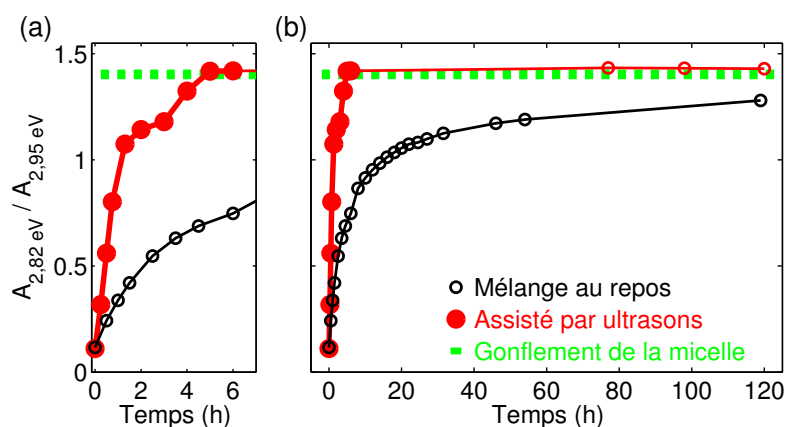 (a)
(b)
1.5
1
0.5
0
A2,82 eV / A2,95 eV
0 2 4 6
Temps (h)
0 20 40 60 80 100 120
Temps (h)
Mélange au repos
Assisté par ultrasons
Gonflement de la micelle